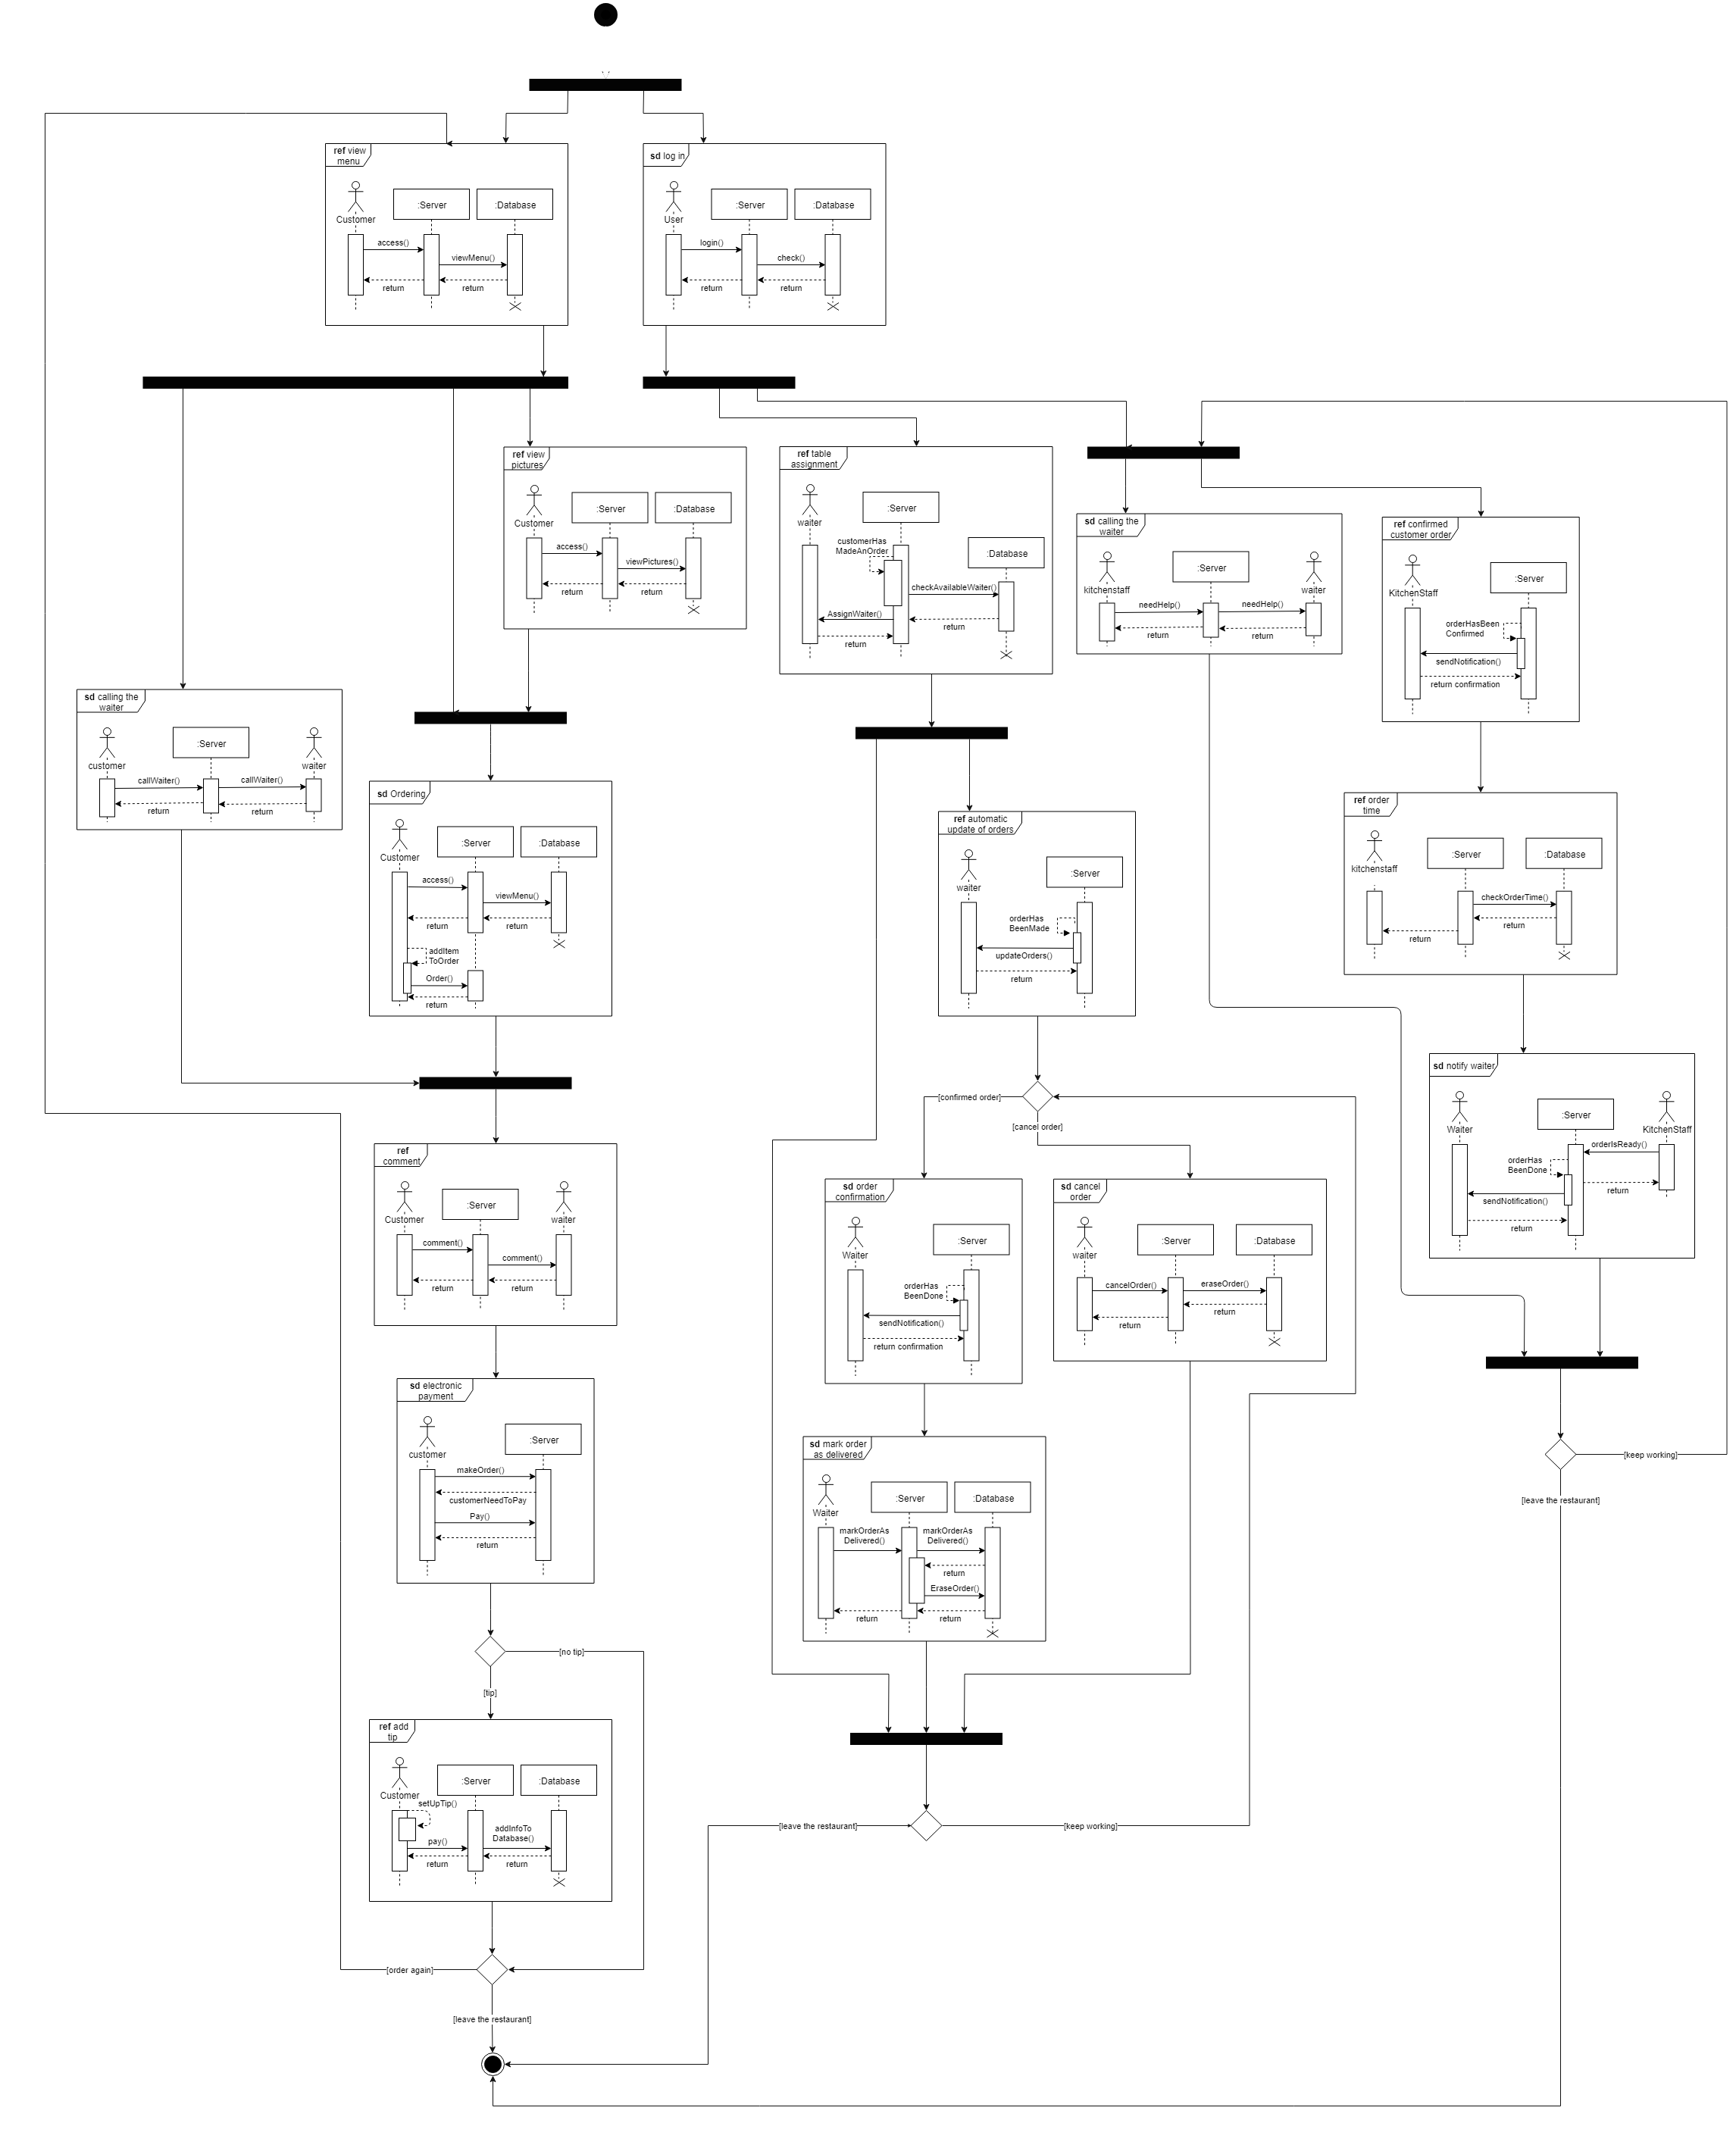 ref view
menu
Customer
:Server
:Database
access()
viewMenu()
return
return
sd log in
User
:Server
:Database
login()
check()
return
return
ref view
pictures
Customer
:Server
:Database
access()
viewPictures()
return
return
ref table
assignment
waiter
:Server
:Database
customerHas
MadeAnOrder
checkAvailableWaiter()
AssignWaiter()
return
return
sd calling the
waiter
kitchenstaff
:Server
waiter
needHelp()
needHelp()
return
return
ref confirmed
customer order
KitchenStaff
:Server
orderHasBeen
Confirmed
sendNotification()
return confirmation
sd calling the
waiter
customer
:Server
waiter
callWaiter()
callWaiter()
return
return
sd Ordering
Customer
:Server
:Database
access()
viewMenu()
return
return
addItem
ToOrder
Order()
return
ref automatic
update of orders
waiter
:Server
orderHas
BeenMade
updateOrders()
return
ref order
time
kitchenstaff
:Server
:Database
checkOrderTime()
return
return
sd notify waiter
Waiter
:Server
KitchenStaff
orderIsReady()
orderHas
BeenDone
return
sendNotification()
return
[confirmed order]
[cancel order]
ref
comment
Customer
:Server
waiter
comment()
comment()
return
return
sd order
confirmation
Waiter
:Server
orderHas
BeenDone
sendNotification()
return confirmation
sd cancel
order
waiter
:Server
:Database
cancelOrder()
eraseOrder()
return
return
sd electronic
payment
customer
:Server
makeOrder()
customerNeedToPay
Pay()
return
sd mark order
as delivered
Waiter
:Server
:Database
markOrderAs
Delivered()
markOrderAs
Delivered()
return
EraseOrder()
return
return
[keep working]
[leave the restaurant]
[no tip]
[tip]
ref add
tip
Customer
:Server
:Database
setUpTip()
pay()
addInfoTo
Database()
return
return
[leave the restaurant]
[keep working]
[order again]
[leave the restaurant]